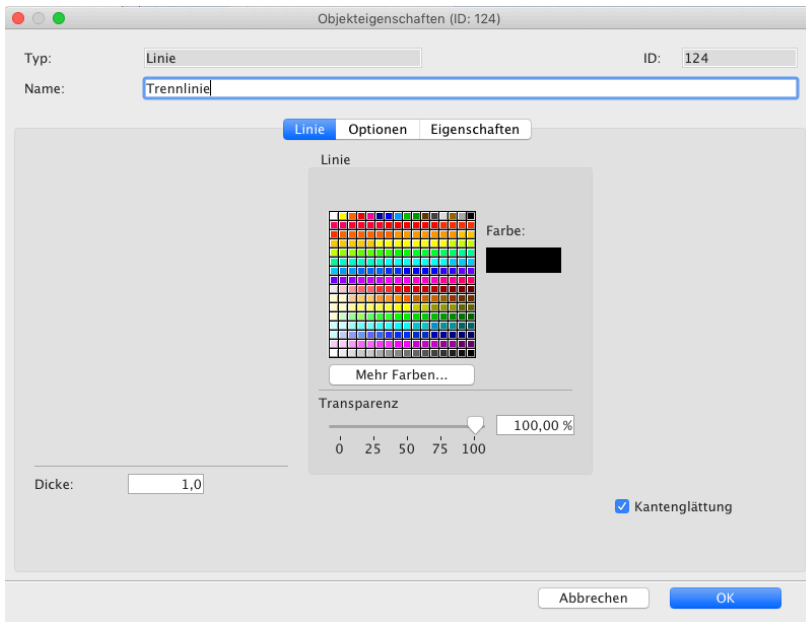 Objekteigenschaften (ID: 124)
Typ: Linie ID: 124
Name: Trennlinie
Linie Optionen Eigenschaften
Linie
Farbe:
Mehr Farben...
Transparenz
100,00 %
0 25 50 75 100
Dicke: 1,0
Kantenglättung
Abbrechen OK